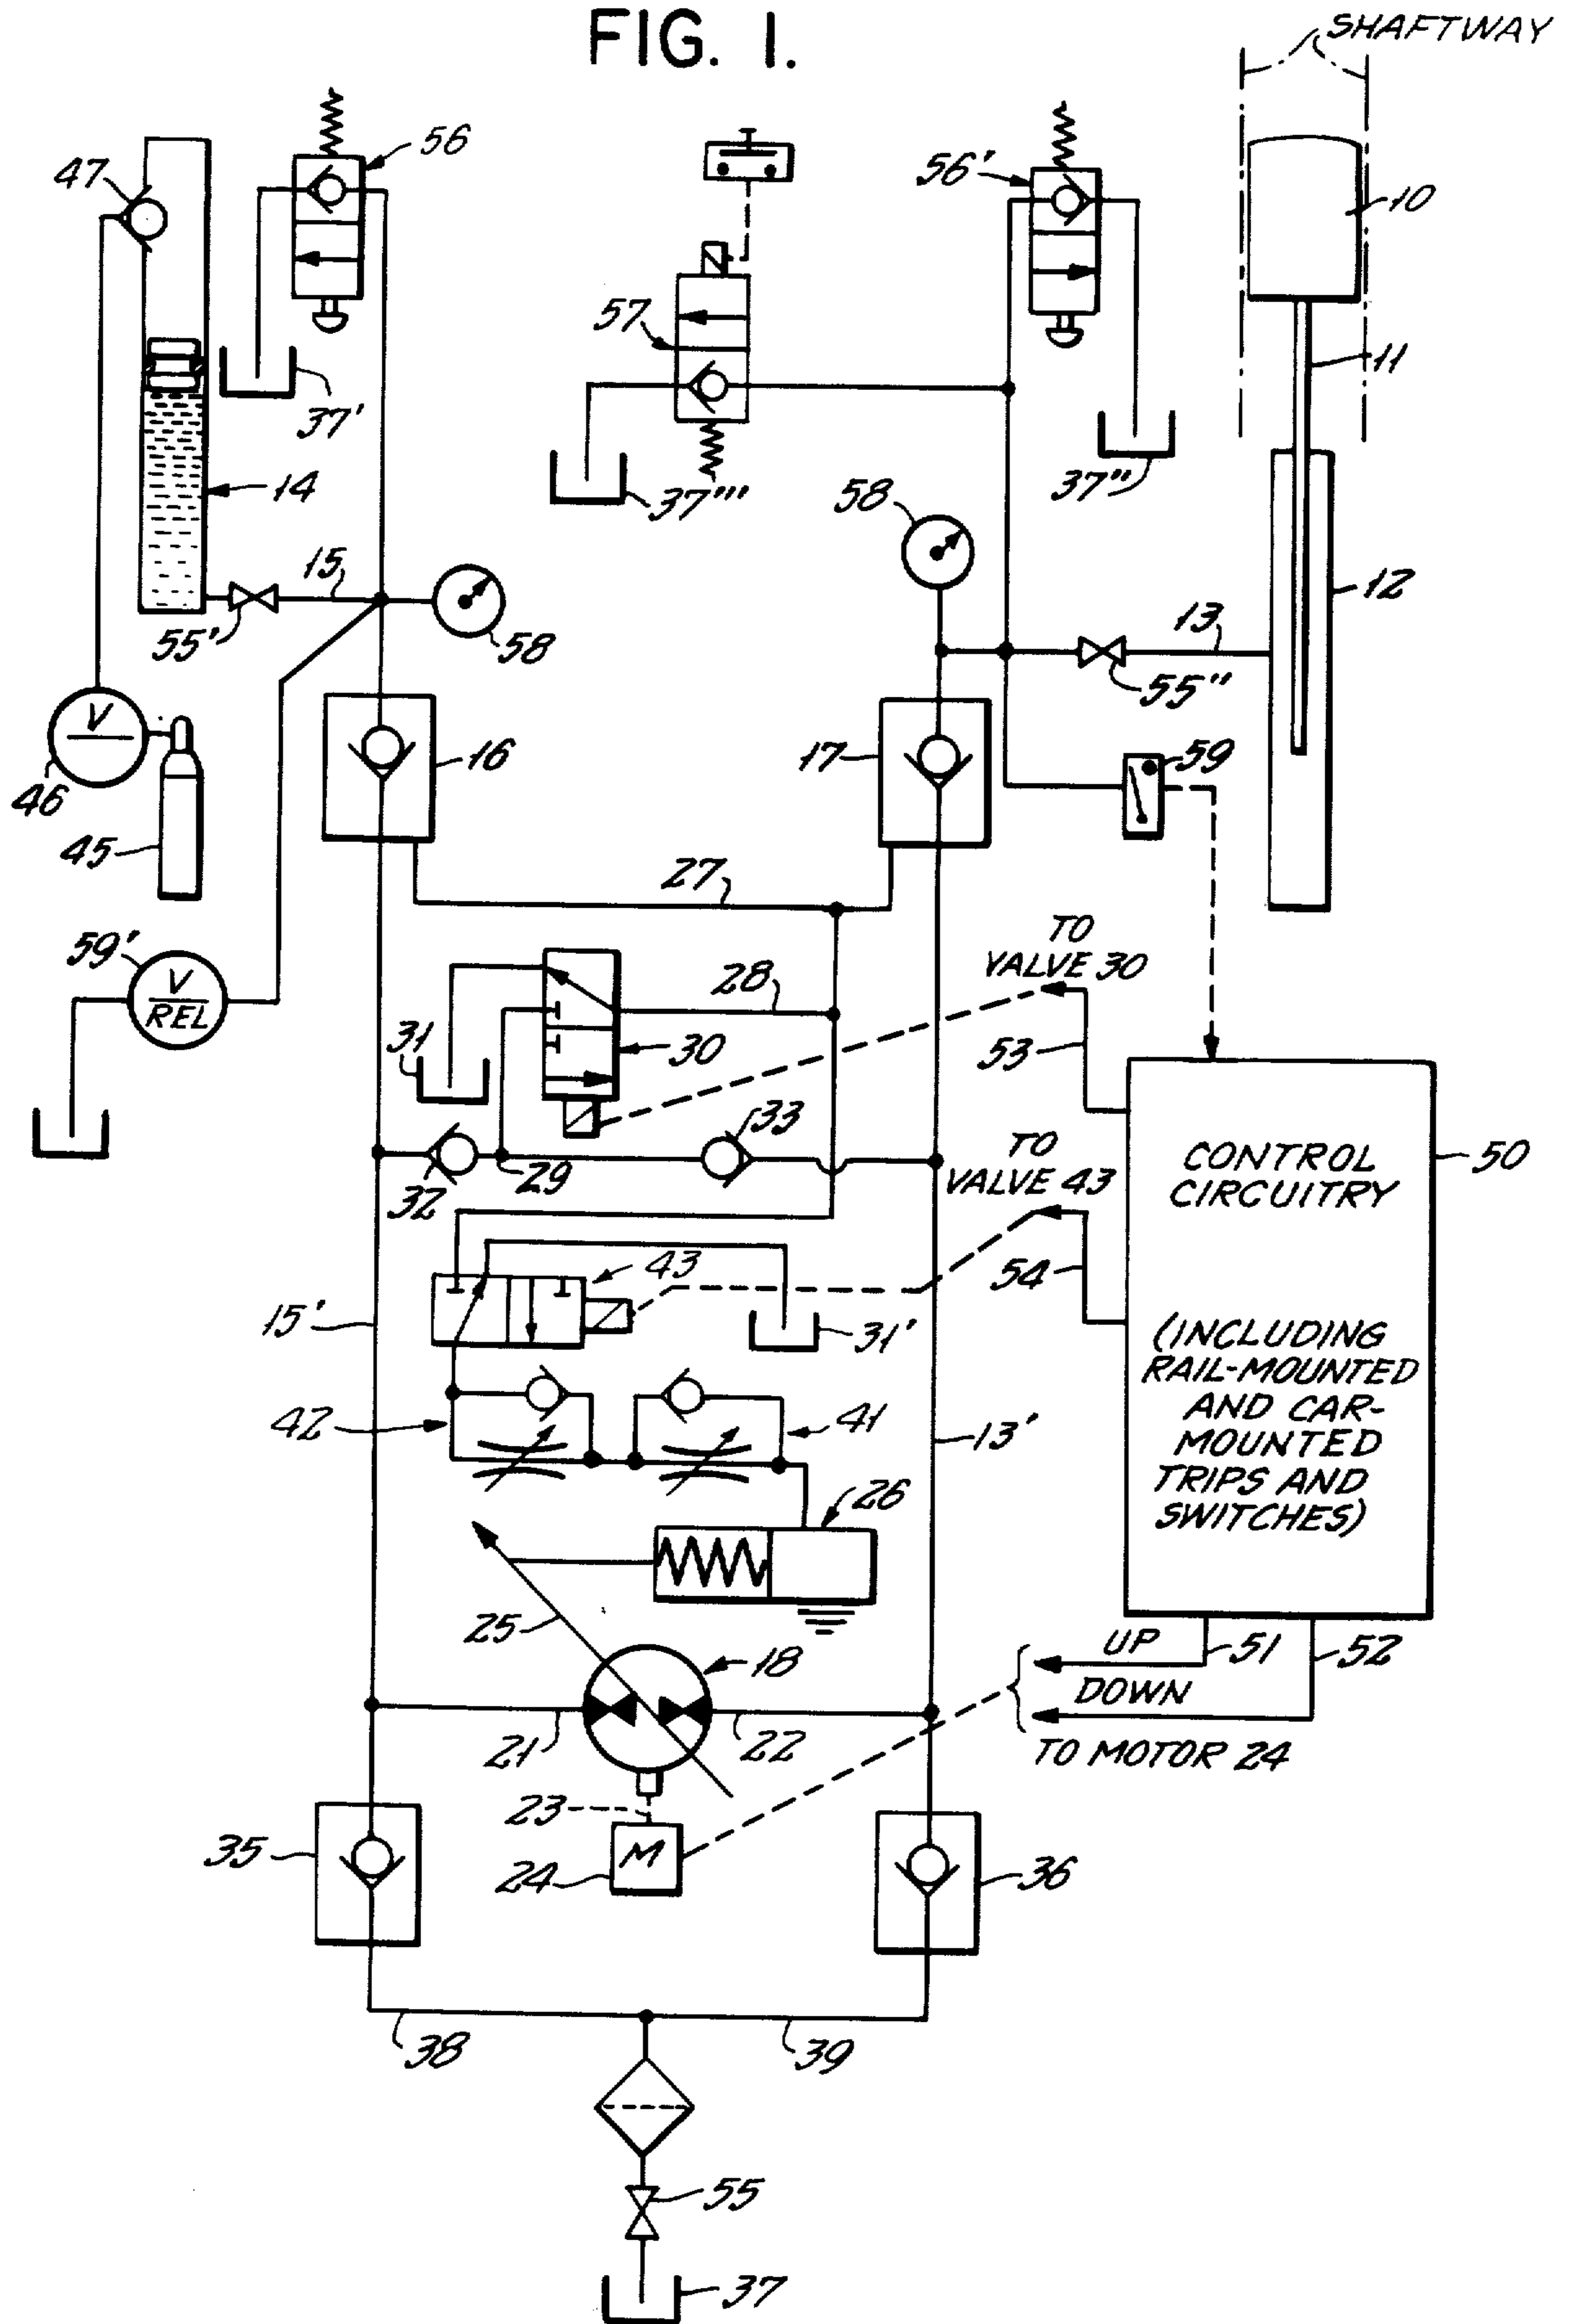 FIG. 1.
SHAFTWAY
56
47
56'
10
57
11
37'
14
37'''
37''
58
15
12
55'
58
13
55''
16
17
59
46
45
27
TO
VALVE 30
59'
V
V
REL
28
31
30
53
33
TO
VALVE 43
CONTROL
CIRCUITRY
50
32
29
43
54
15'
31'
(INCLUDING
RAIL-MOUNTED
AND CAR-
MOUNTED
TRIPS AND
SWITCHES)
42
41
13'
26
25
18
UP
51
52
DOWN
21
22
TO MOTOR 24
23
35
M
24
36
38
39
55
37